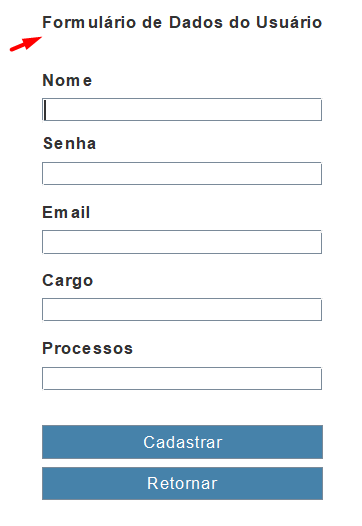 Formulário de Dados do Usuário
Nome
Senha
Email
Cargo
Processos
Cadastrar
Retornar